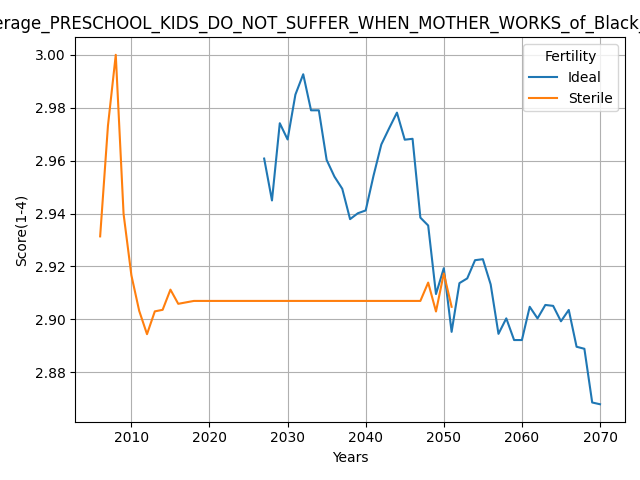 erage_PRESCHOOL_KIDS_DO_NOT_SUFFER_WHEN_MOTHER_WORKS_of_Black_
Fertility
Ideal
Sterile
3.00
2.98
2.96
2.94
2.92
2.90
2.88
Score(1-4)
2010 2020 2030 2040 2050 2060 2070
Years